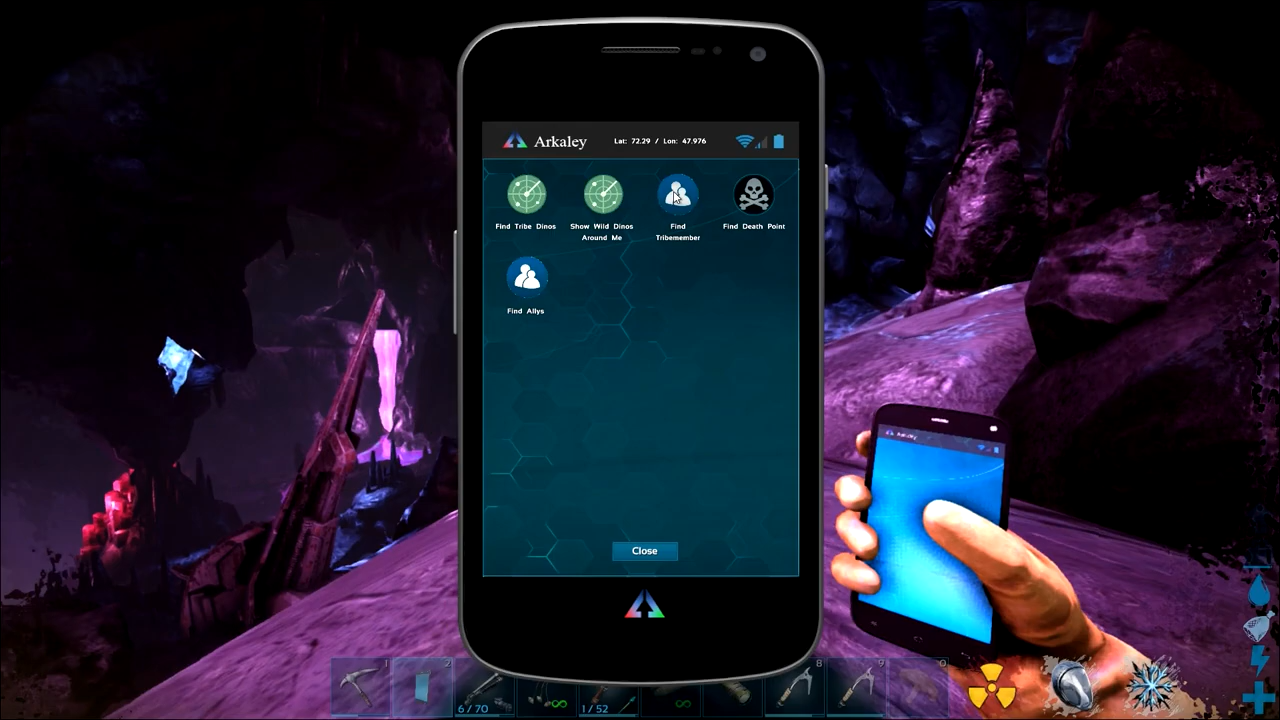 Arkaley
Lat: 72.29 / Lon: 47.976
Find Tribe Dinos
Show Wild Dinos
Around Me
Find
Tribemember
Find Death Point
Find Allys
Close
Arkaley
1
2
8
9
0
6 / 70
∞
1 / 52
∞